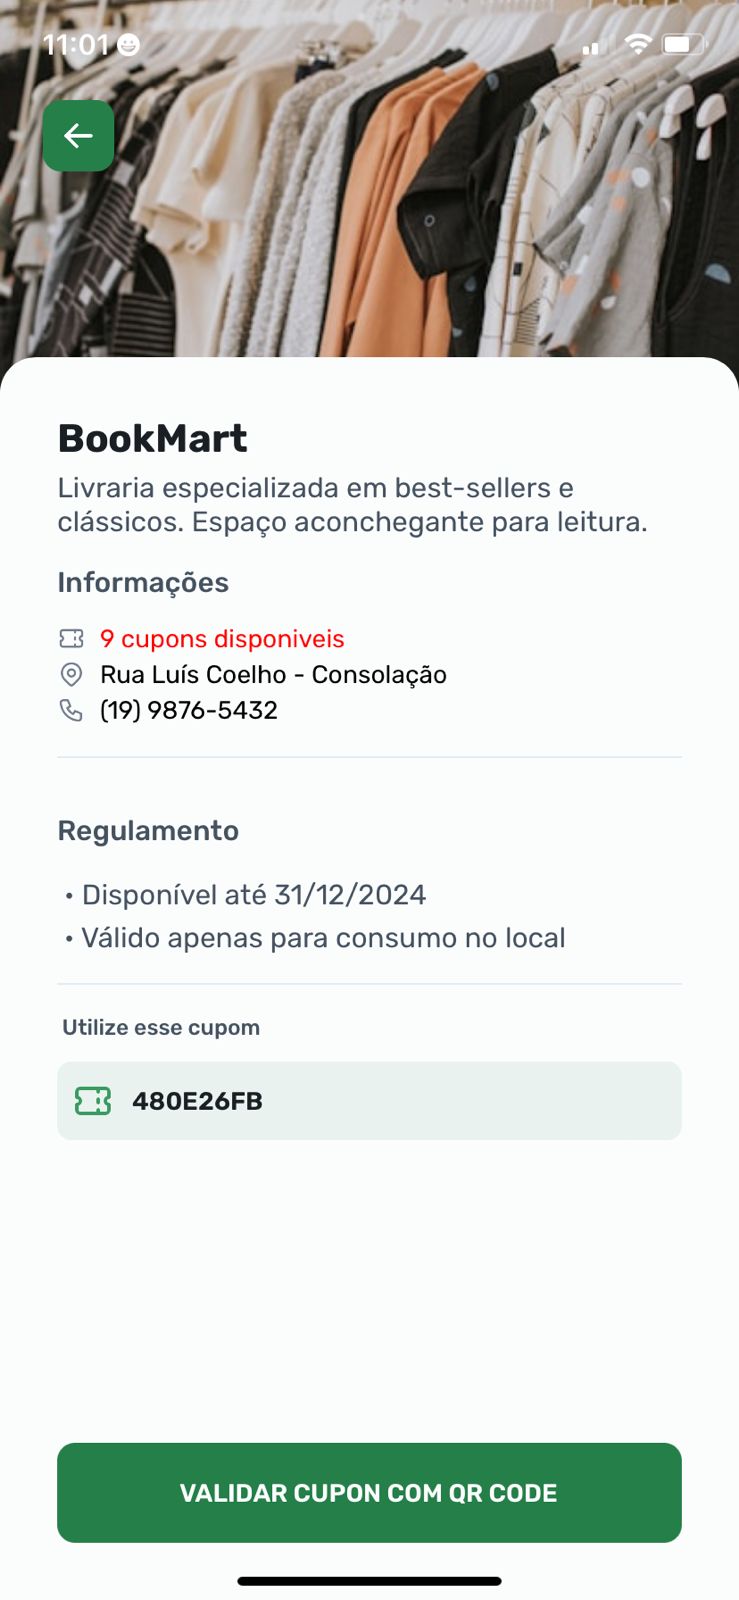 11:01
BookMart
Livraria especializada em best-sellers e
clássicos. Espaço aconchegante para leitura.
Informações
9 cupons disponiveis
Rua Luís Coelho - Consolação
(19) 9876-5432
Regulamento
• Disponível até 31/12/2024
• Válido apenas para consumo no local
Utilize esse cupom
480E26FB
VALIDAR CUPON COM QR CODE